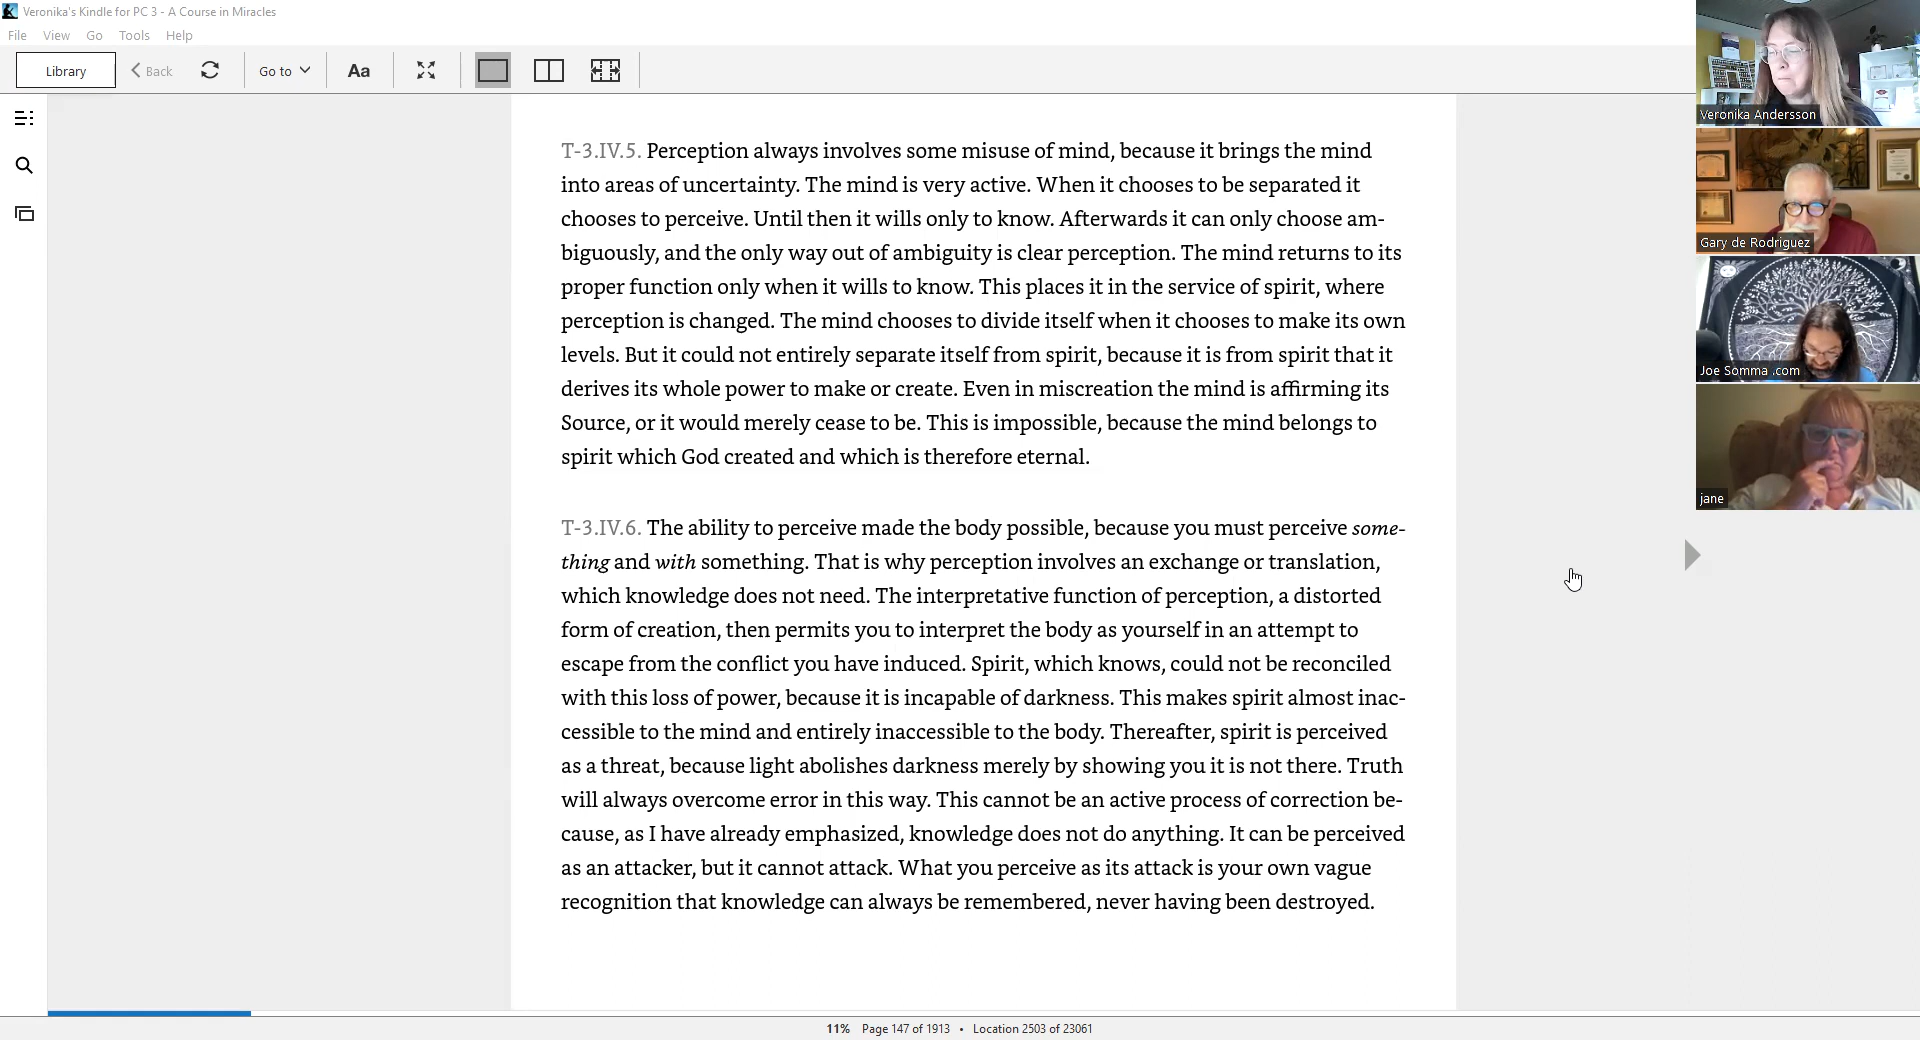 Veronika's Kindle for PC 3 - A Course in Miracles
File View Go Tools Help
Library Back Go to Aa
T-3.IV.5. Perception always involves some misuse of mind, because it brings the mind
into areas of uncertainty. The mind is very active. When it chooses to be separated it
chooses to perceive. Until then it wills only to know. Afterwards it can only choose am-
biguously, and the only way out of ambiguity is clear perception. The mind returns to its
proper function only when it wills to know. This places it in the service of spirit, where
perception is changed. The mind chooses to divide itself when it chooses to make its own
levels. But it could not entirely separate itself from spirit, because it is from spirit that it
derives its whole power to make or create. Even in miscreation the mind is affirming its
Source, or it would merely cease to be. This is impossible, because the mind belongs to
spirit which God created and which is therefore eternal.
T-3.IV.6. The ability to perceive made the body possible, because you must perceive some-
thing and with something. That is why perception involves an exchange or translation,
which knowledge does not need. The interpretative function of perception, a distorted
form of creation, then permits you to interpret the body as yourself in an attempt to
escape from the conflict you have induced. Spirit, which knows, could not be reconciled
with this loss of power, because it is incapable of darkness. This makes spirit almost inac-
cessible to the mind and entirely inaccessible to the body. Thereafter, spirit is perceived
as a threat, because light abolishes darkness merely by showing you it is not there. Truth
will always overcome error in this way. This cannot be an active process of correction be-
cause, as I have already emphasized, knowledge does not do anything. It can be perceived
as an attacker, but it cannot attack. What you perceive as its attack is your own vague
recognition that knowledge can always be remembered, never having been destroyed.
11% Page 147 of 1913 • Location 2503 of 23061
Veronika Andersson
Gary de Rodriguez
Joe Somma .com
jane